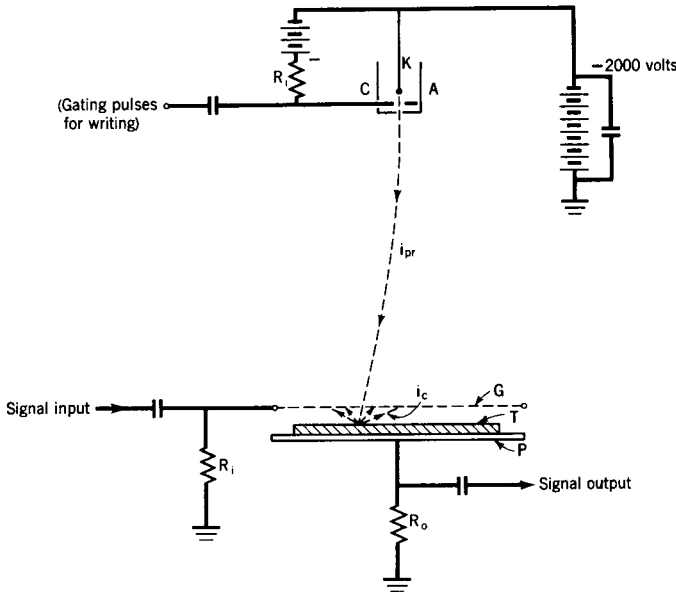 K
−2000 volts
R₁
C
A
(Gating pulses
for writing)
i_pr
i_c
G
Signal input
T
P
R_i
Signal output
R_o